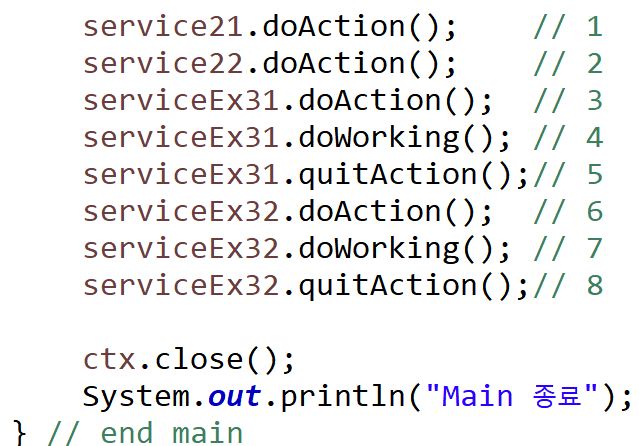 service21.doAction();     // 1
service22.doAction();     // 2
serviceEx31.doAction();   // 3
serviceEx31.doWorking();  // 4
serviceEx31.quitAction();// 5
serviceEx32.doAction();   // 6
serviceEx32.doWorking();  // 7
serviceEx32.quitAction();// 8
ctx.close();
System.out.println("Main 종료");
} // end main